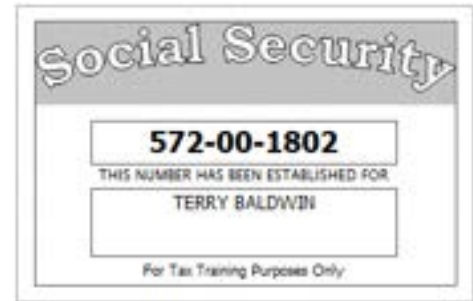 Social Security
572-00-1802
THIS NUMBER HAS BEEN ESTABLISHED FOR
TERRY BALDWIN
For Tax Training Purposes Only